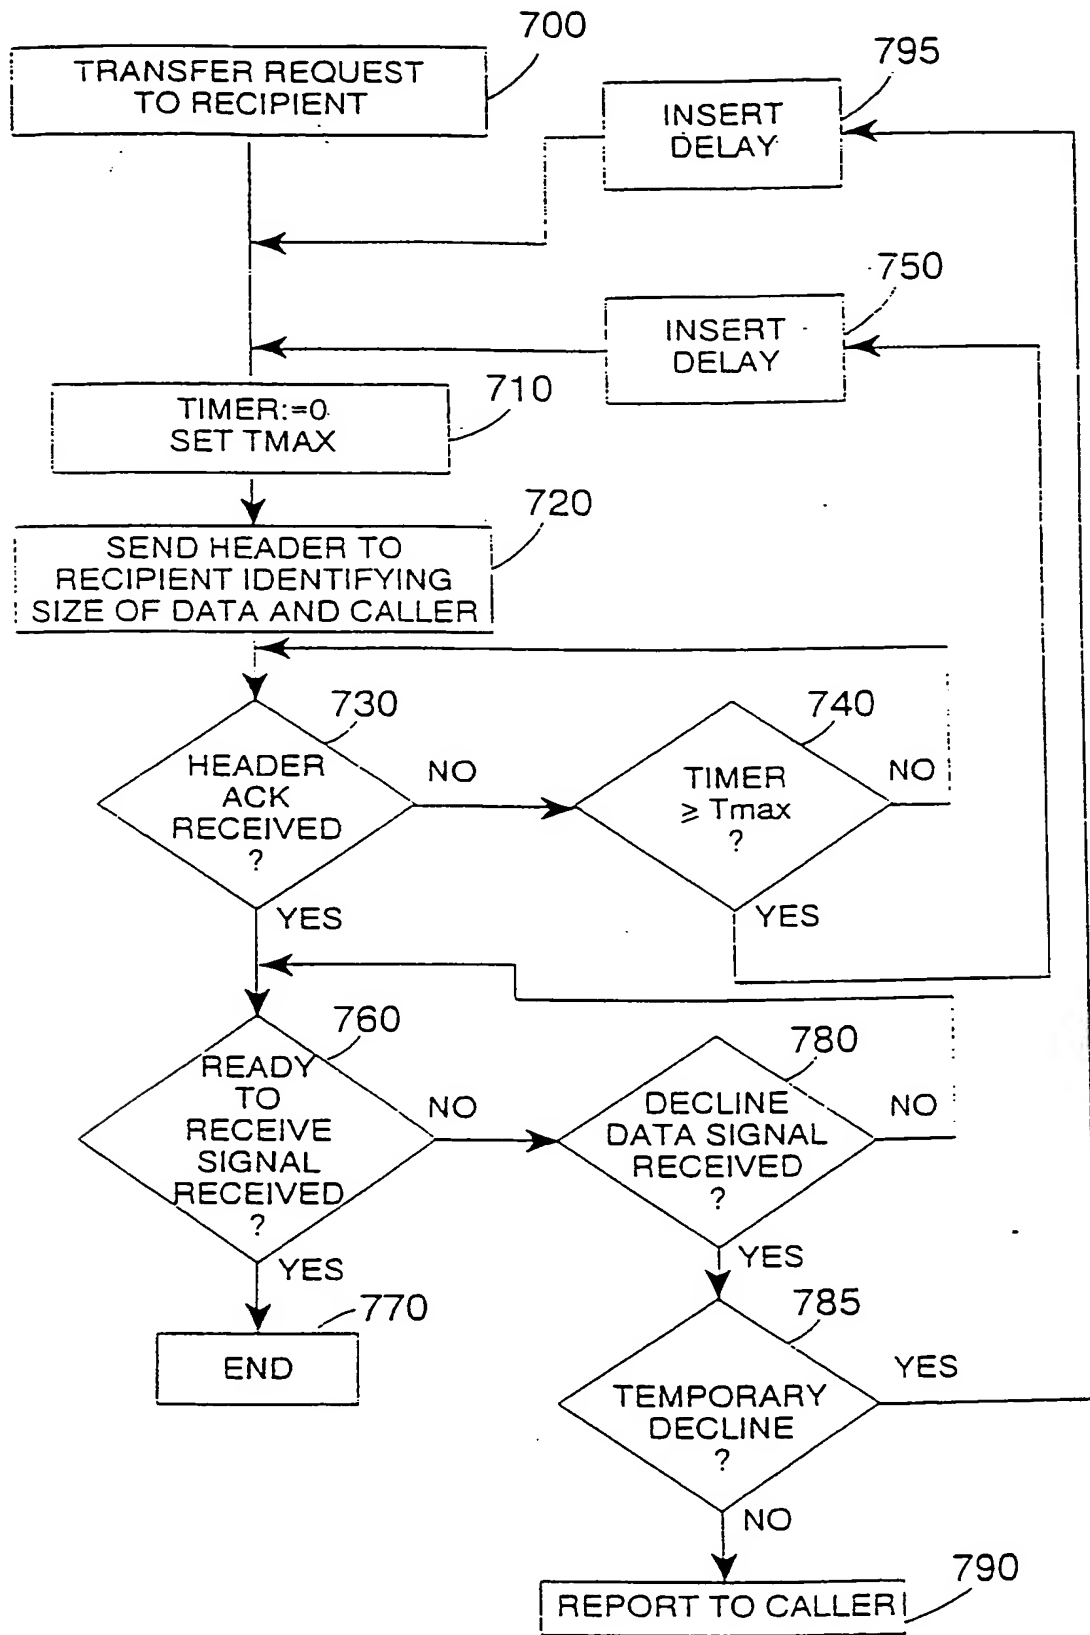 700
TRANSFER REQUEST
TO RECIPIENT
795
INSERT
DELAY
750
INSERT
DELAY
710
TIMER:=0
SET TMAX
720
SEND HEADER TO
RECIPIENT IDENTIFYING
SIZE OF DATA AND CALLER
730
HEADER
ACK
RECEIVED
?
NO
YES
740
TIMER
≥ Tmax
?
NO
YES
760
READY
TO
RECEIVE
SIGNAL
RECEIVED
?
NO
YES
780
DECLINE
DATA SIGNAL
RECEIVED
?
NO
YES
770
END
785
TEMPORARY
DECLINE
?
YES
NO
790
REPORT TO CALLER